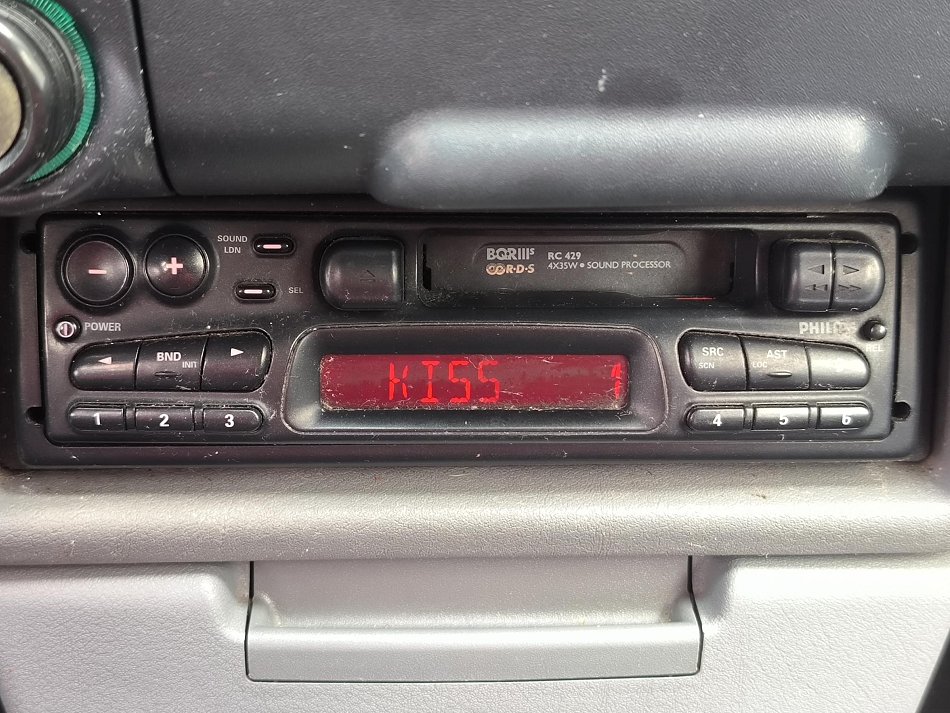 SOUND
LDN
SEL
BQRIIIS
R·D·S
RC 429
4X35W • SOUND PROCESSOR
POWER
BND
INIT
KISS 1
SRC
SCN
AST
LOC
1 2 3
4 5 6